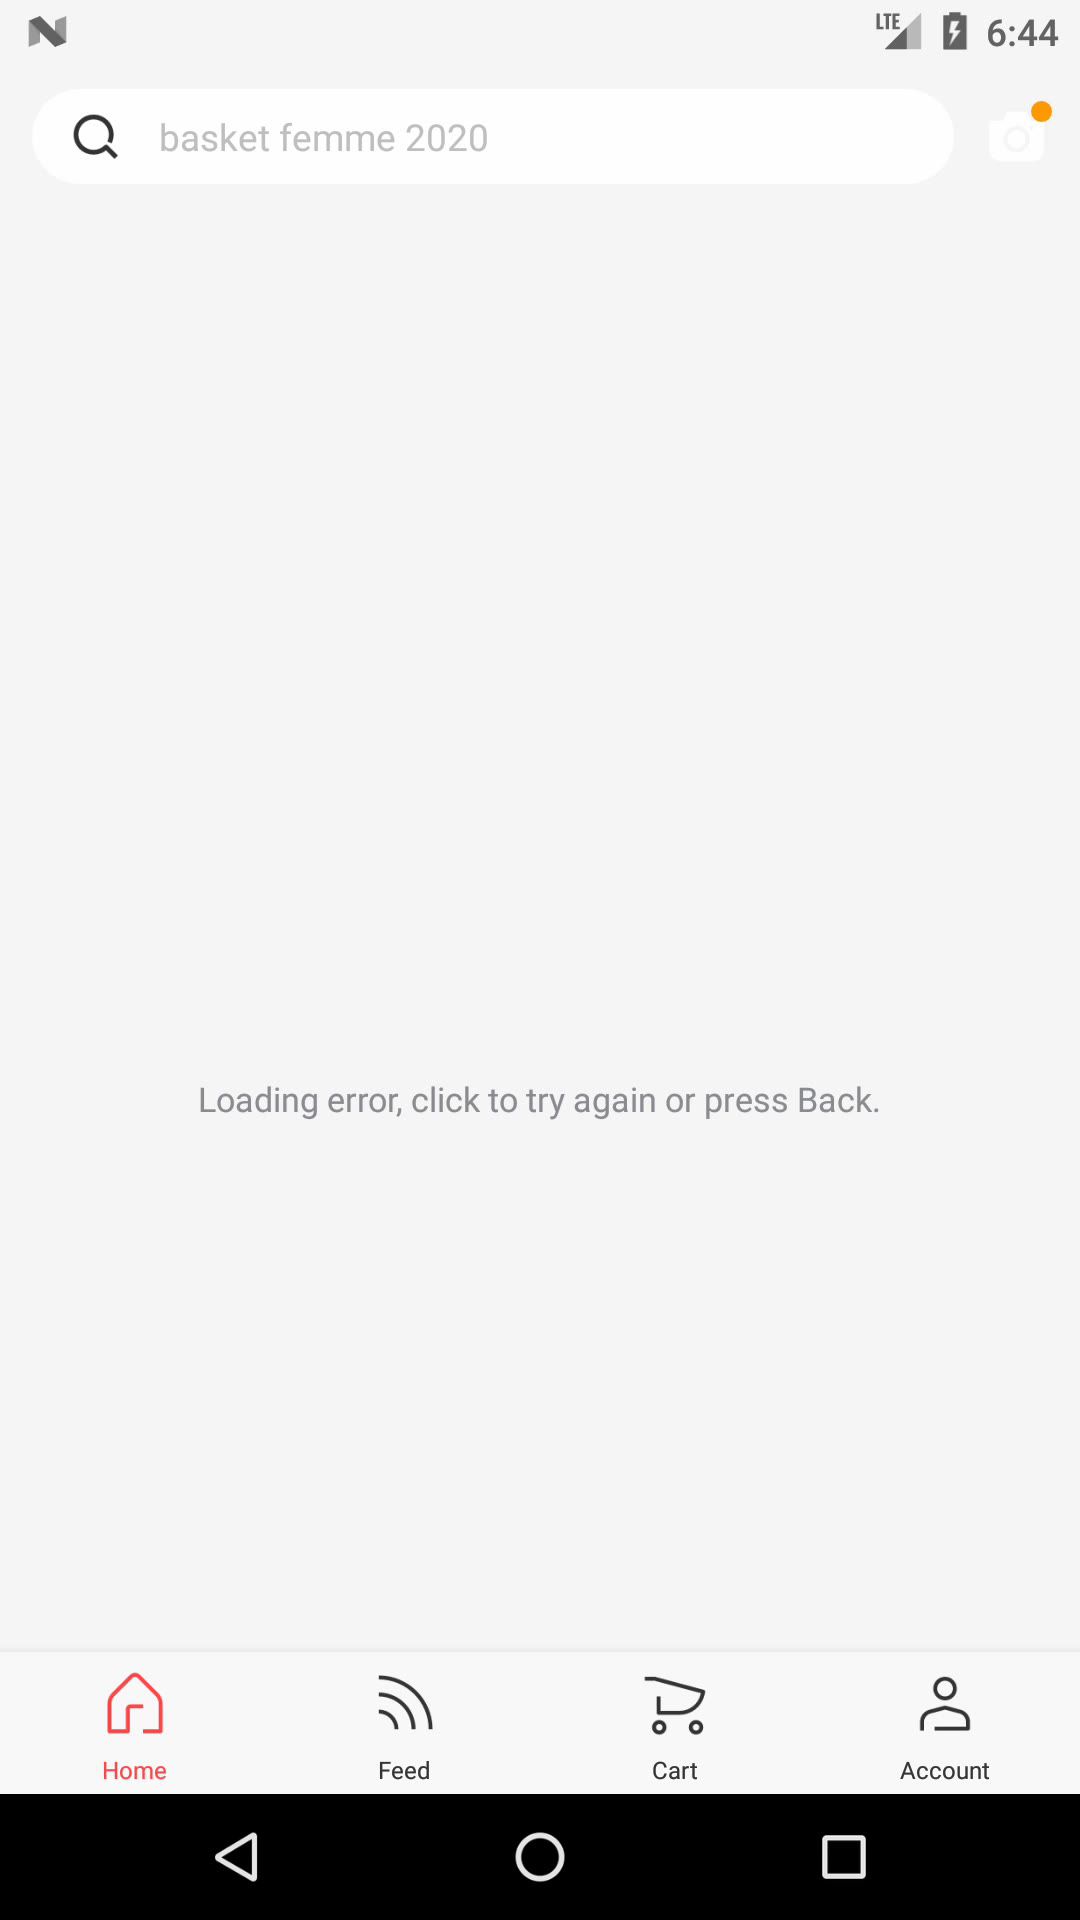 LTE 6:44
basket femme 2020
Loading error, click to try again or press Back.
Home Feed Cart Account